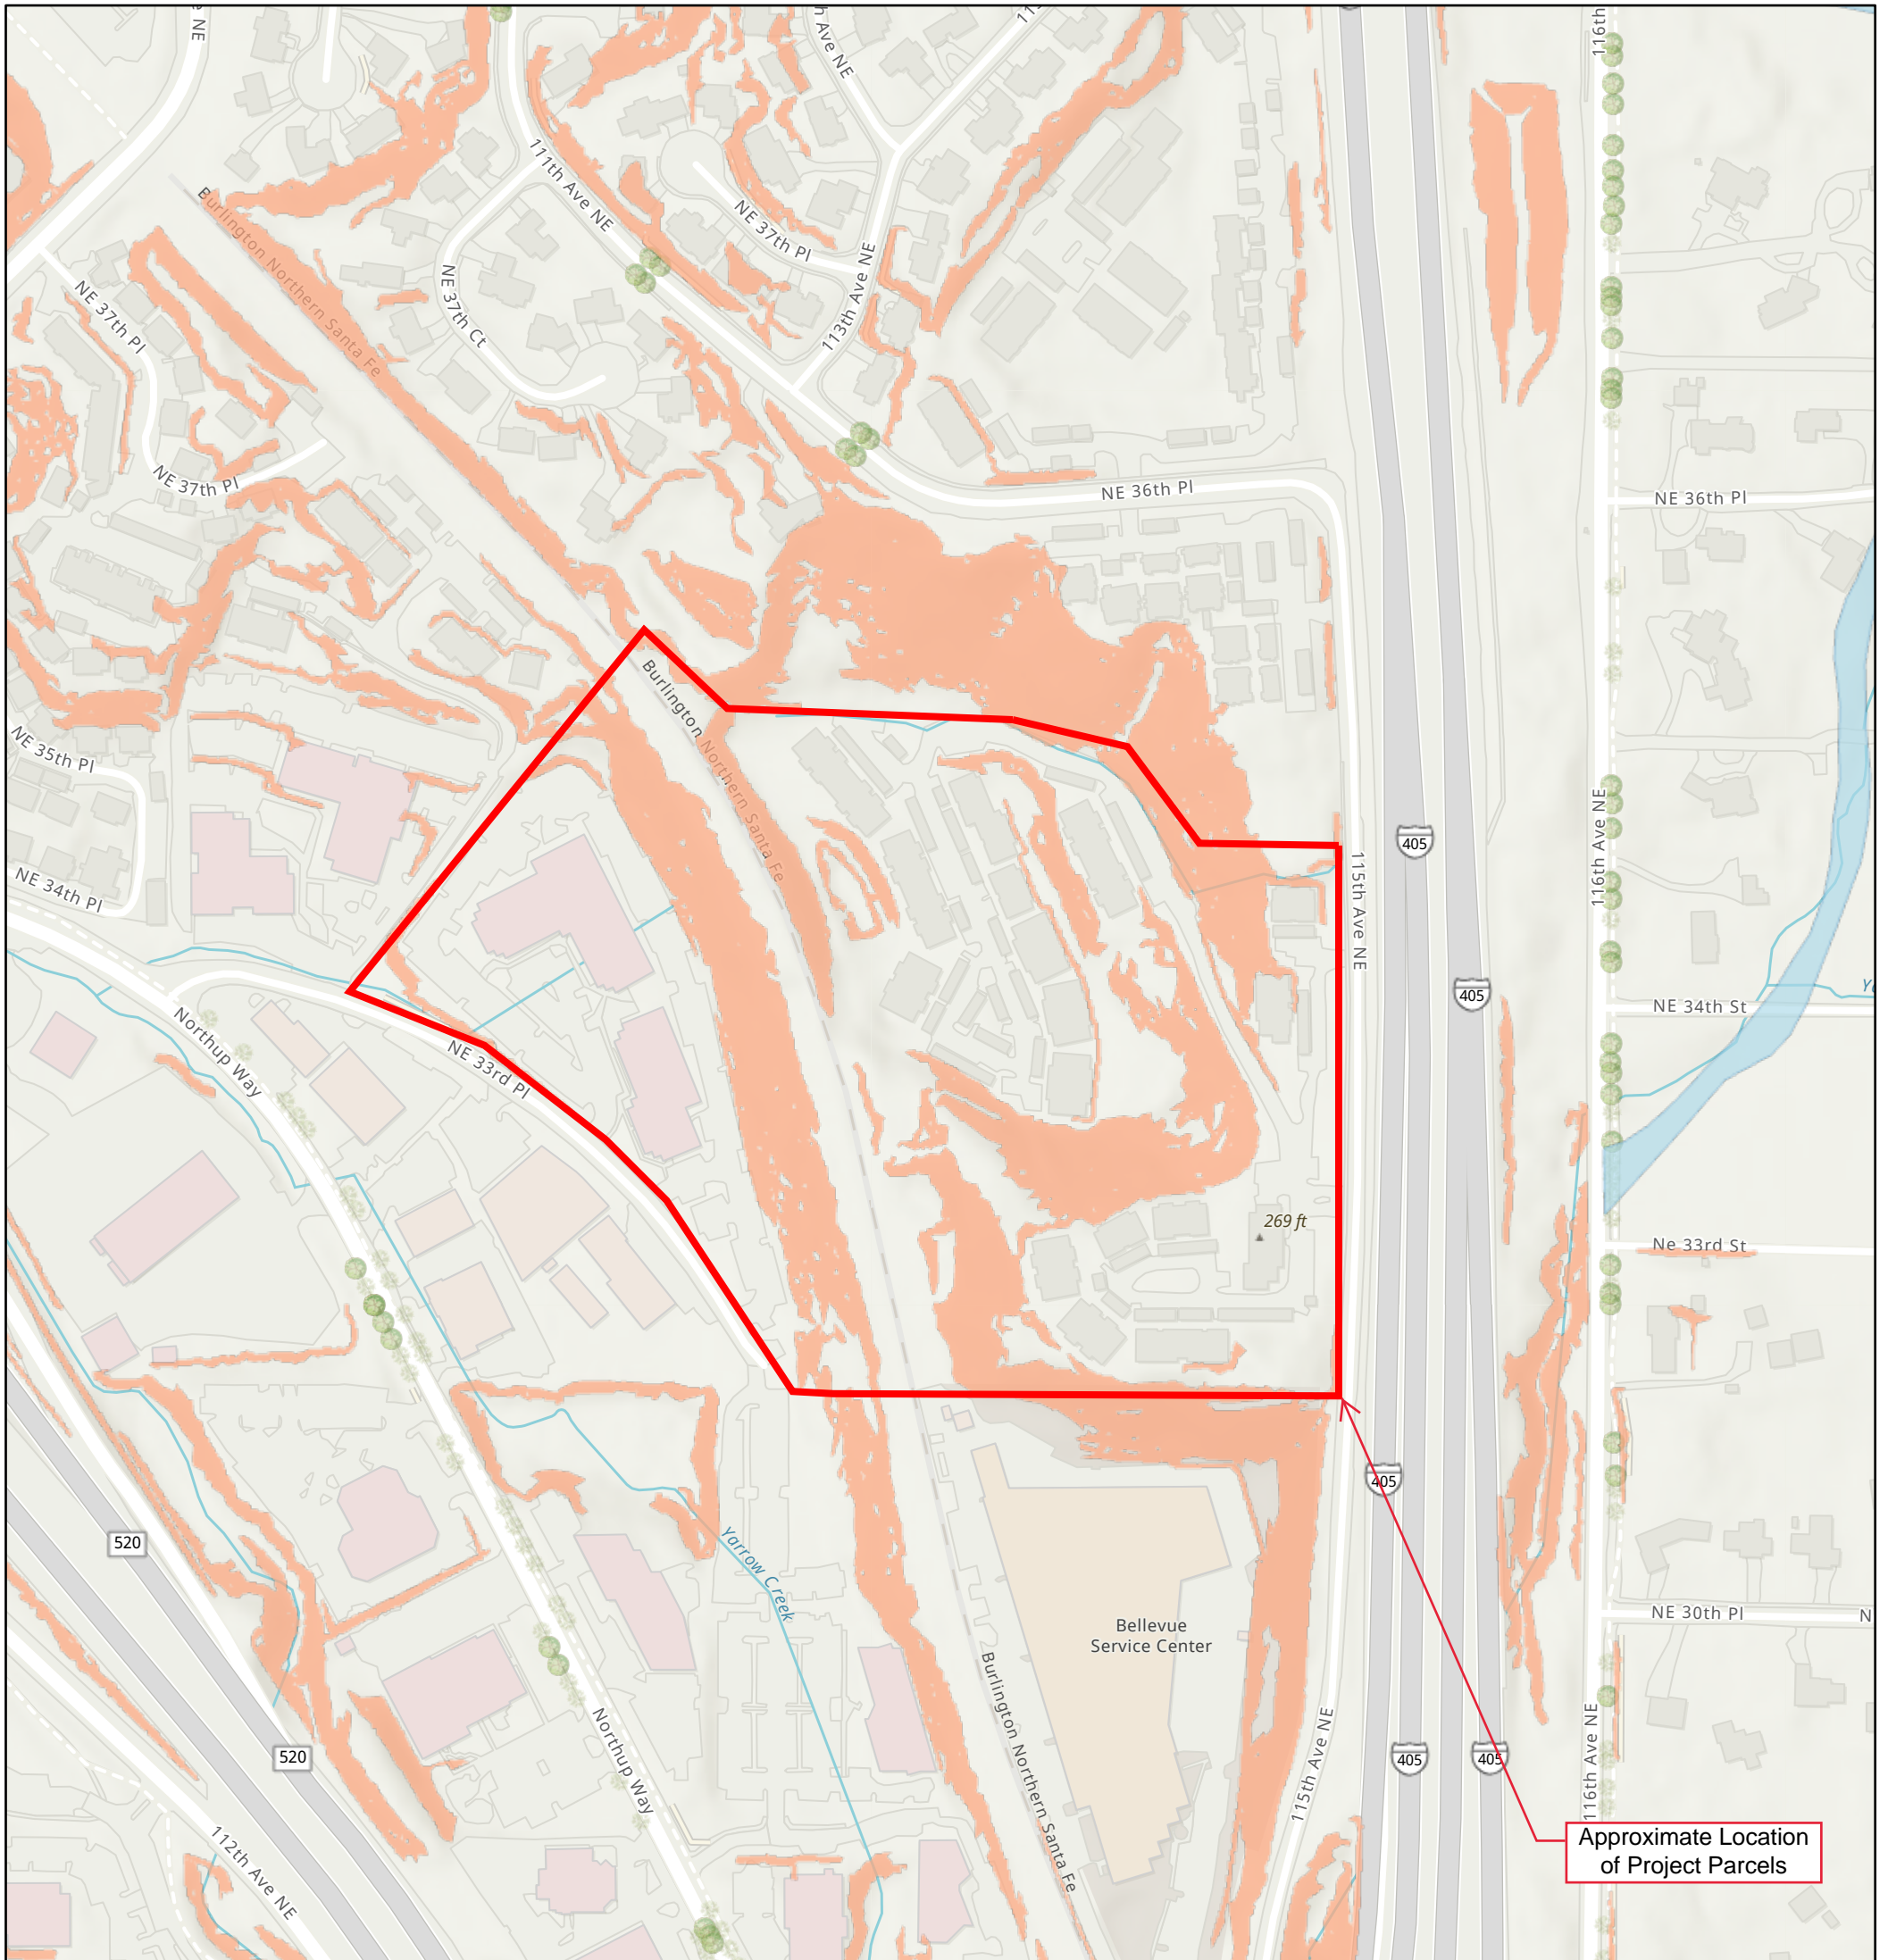 e NE
h Ave NE
11
116th
111th Ave NE
Burlington Northern Santa Fe
NE 37th Pl
NE 37th Ct
113th Ave NE
NE 37th Pl
NE 37th Pl
NE 36th Pl
NE 36th Pl
Burlington Northern Santa Fe
NE 35th Pl
405
116th Ave NE
115th Ave NE
NE 34th Pl
405
Y
NE 34th St
Northup Way
NE 33rd Pl
269 ft
Ne 33rd St
405
520
Yarrow Creek
Bellevue
Service Center
NE 30th Pl
N
Burlington Northern Santa Fe
Northup Way
115th Ave NE
116th Ave NE
520
405
405
112th Ave NE
Approximate Location
of Project Parcels